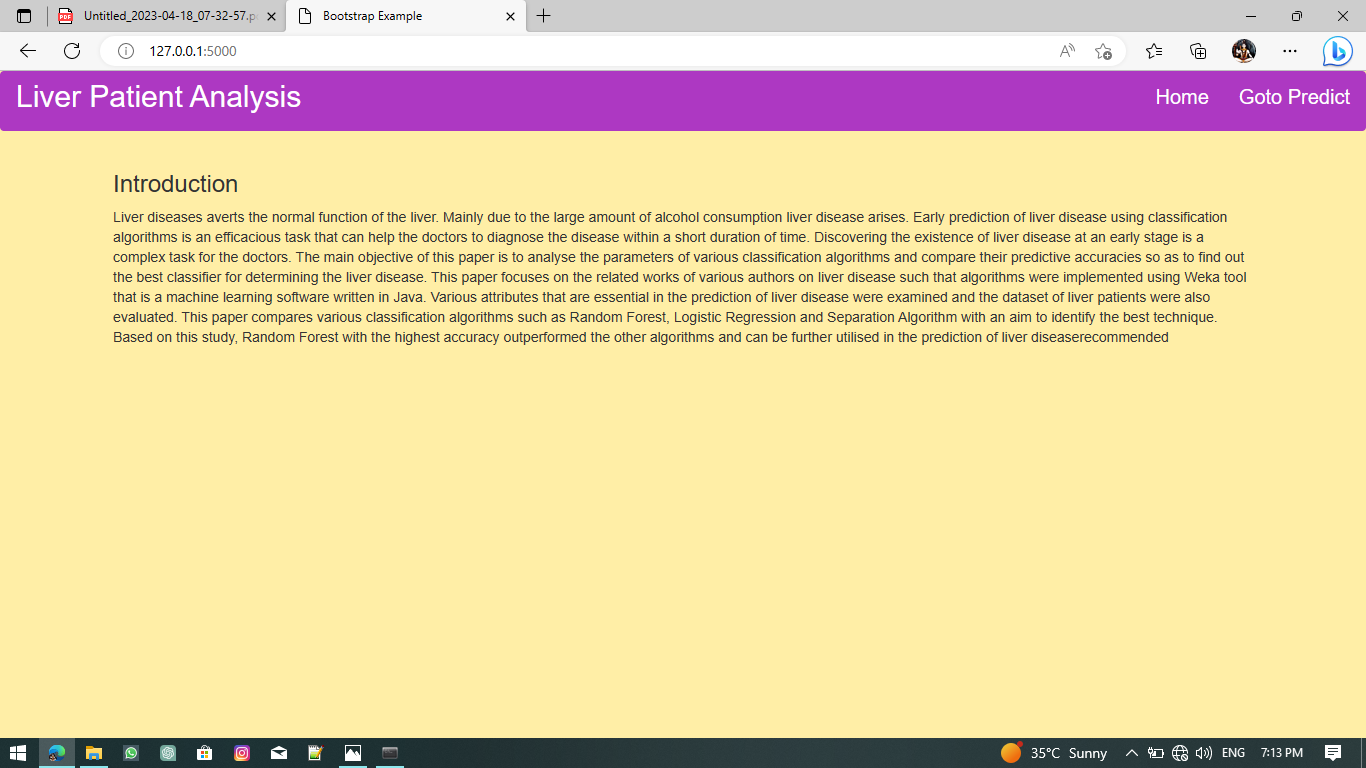 Untitled_2023-04-18_07-32-57.p
Bootstrap Example
127.0.0.1:5000
Liver Patient Analysis
Home
Goto Predict
Introduction
Liver diseases averts the normal function of the liver. Mainly due to the large amount of alcohol consumption liver disease arises. Early prediction of liver disease using classification
algorithms is an efficacious task that can help the doctors to diagnose the disease within a short duration of time. Discovering the existence of liver disease at an early stage is a
complex task for the doctors. The main objective of this paper is to analyse the parameters of various classification algorithms and compare their predictive accuracies so as to find out
the best classifier for determining the liver disease. This paper focuses on the related works of various authors on liver disease such that algorithms were implemented using Weka tool
that is a machine learning software written in Java. Various attributes that are essential in the prediction of liver disease were examined and the dataset of liver patients were also
evaluated. This paper compares various classification algorithms such as Random Forest, Logistic Regression and Separation Algorithm with an aim to identify the best technique.
Based on this study, Random Forest with the highest accuracy outperformed the other algorithms and can be further utilised in the prediction of liver diseaserecommended
35°C Sunny
ENG
7:13 PM